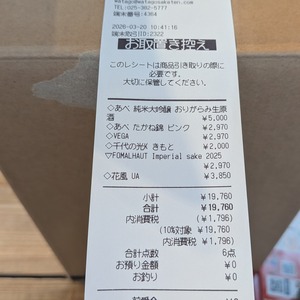 TEL:025-362-5777
端末番号:4364
2026-03-20 10:41:16
端末取引ID:2322
お取置き控え
このレシートは商品引き取りの際に
必要です。
大切に保管してください。
◇あべ 純米大吟醸 おりがらみ生原
酒 ¥5,000
◇あべ たかね錦 ピンク ¥2,970
◇VEGA ¥2,970
◇千代の光X きもと ¥2,000
▽FOMALHAUT Imperial sake 2025
¥2,970
◇花風 UA ¥3,850
小計 ¥19,760
合計 ¥19,760
内消費税 (¥1,796)
(10%対象 ¥19,760
内消費税 ¥1,796)
合計点数 6点
お預り金額 ¥0
お釣り ¥0